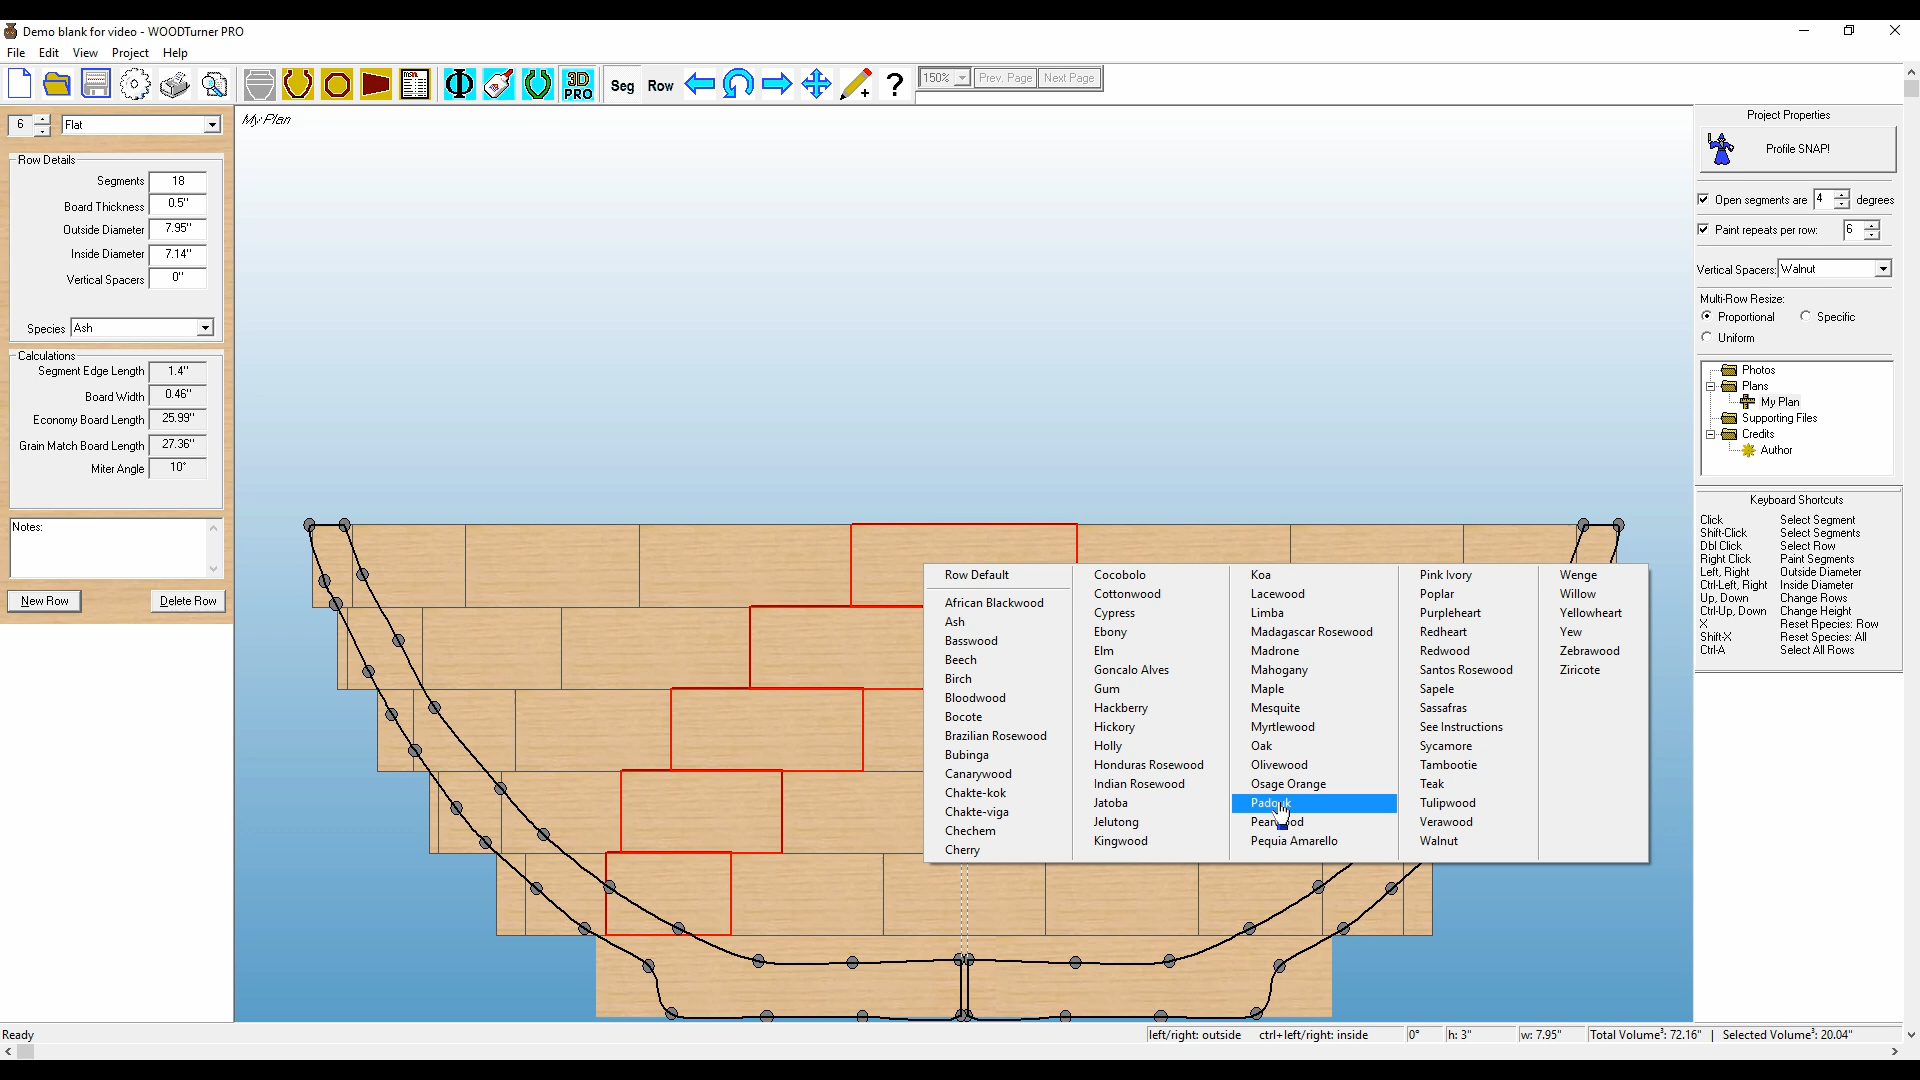 Demo blank for video - WOODTurner PRO
File Edit View Project Help
3D PRO Seg Row ? 150% Prev. Page Next Page
6 Flat
My Plan
Row Details
Segments 18
Board Thickness 0.5"
Outside Diameter 7.95"
Inside Diameter 7.14"
Vertical Spacers 0"
Species Ash
Calculations
Segment Edge Length 1.4"
Board Width 0.46"
Economy Board Length 25.99"
Grain Match Board Length 27.36"
Miter Angle 10°
Notes:
New Row Delete Row
Row Default
African Blackwood
Ash
Basswood
Beech
Birch
Bloodwood
Bocote
Brazilian Rosewood
Bubinga
Canarywood
Chakte-kok
Chakte-viga
Chechem
Cherry
Cocobolo
Cottonwood
Cypress
Ebony
Elm
Goncalo Alves
Gum
Hackberry
Hickory
Holly
Honduras Rosewood
Indian Rosewood
Jatoba
Jelutong
Kingwood
Koa
Lacewood
Limba
Madagascar Rosewood
Madrone
Mahogany
Maple
Mesquite
Myrtlewood
Oak
Olivewood
Osage Orange
Padouk
Pearwood
Pequia Amarello
Pink Ivory
Poplar
Purpleheart
Redheart
Redwood
Santos Rosewood
Sapele
Sassafras
See Instructions
Sycamore
Tambootie
Teak
Tulipwood
Verawood
Walnut
Wenge
Willow
Yellowheart
Yew
Zebrawood
Ziricote
Project Properties
Profile SNAP!
Open segments are 4 degrees
Paint repeats per row: 6
Vertical Spacers: Walnut
Multi-Row Resize:
Proportional Specific
Uniform
Photos
Plans
My Plan
Supporting Files
Credits
Author
Keyboard Shortcuts
Click Select Segment
Shift-Click Select Segments
Dbl Click Select Row
Right Click Paint Segments
Left, Right Outside Diameter
Ctrl-Left, Right Inside Diameter
Up, Down Change Rows
Ctrl-Up, Down Change Height
X Reset Rpecies: Row
Shift-X Reset Species: All
Ctrl-A Select All Rows
Ready left/right: outside ctrl+left/right: inside 0° h: 3" w: 7.95" Total Volume³: 72.16" | Selected Volume³: 20.04"